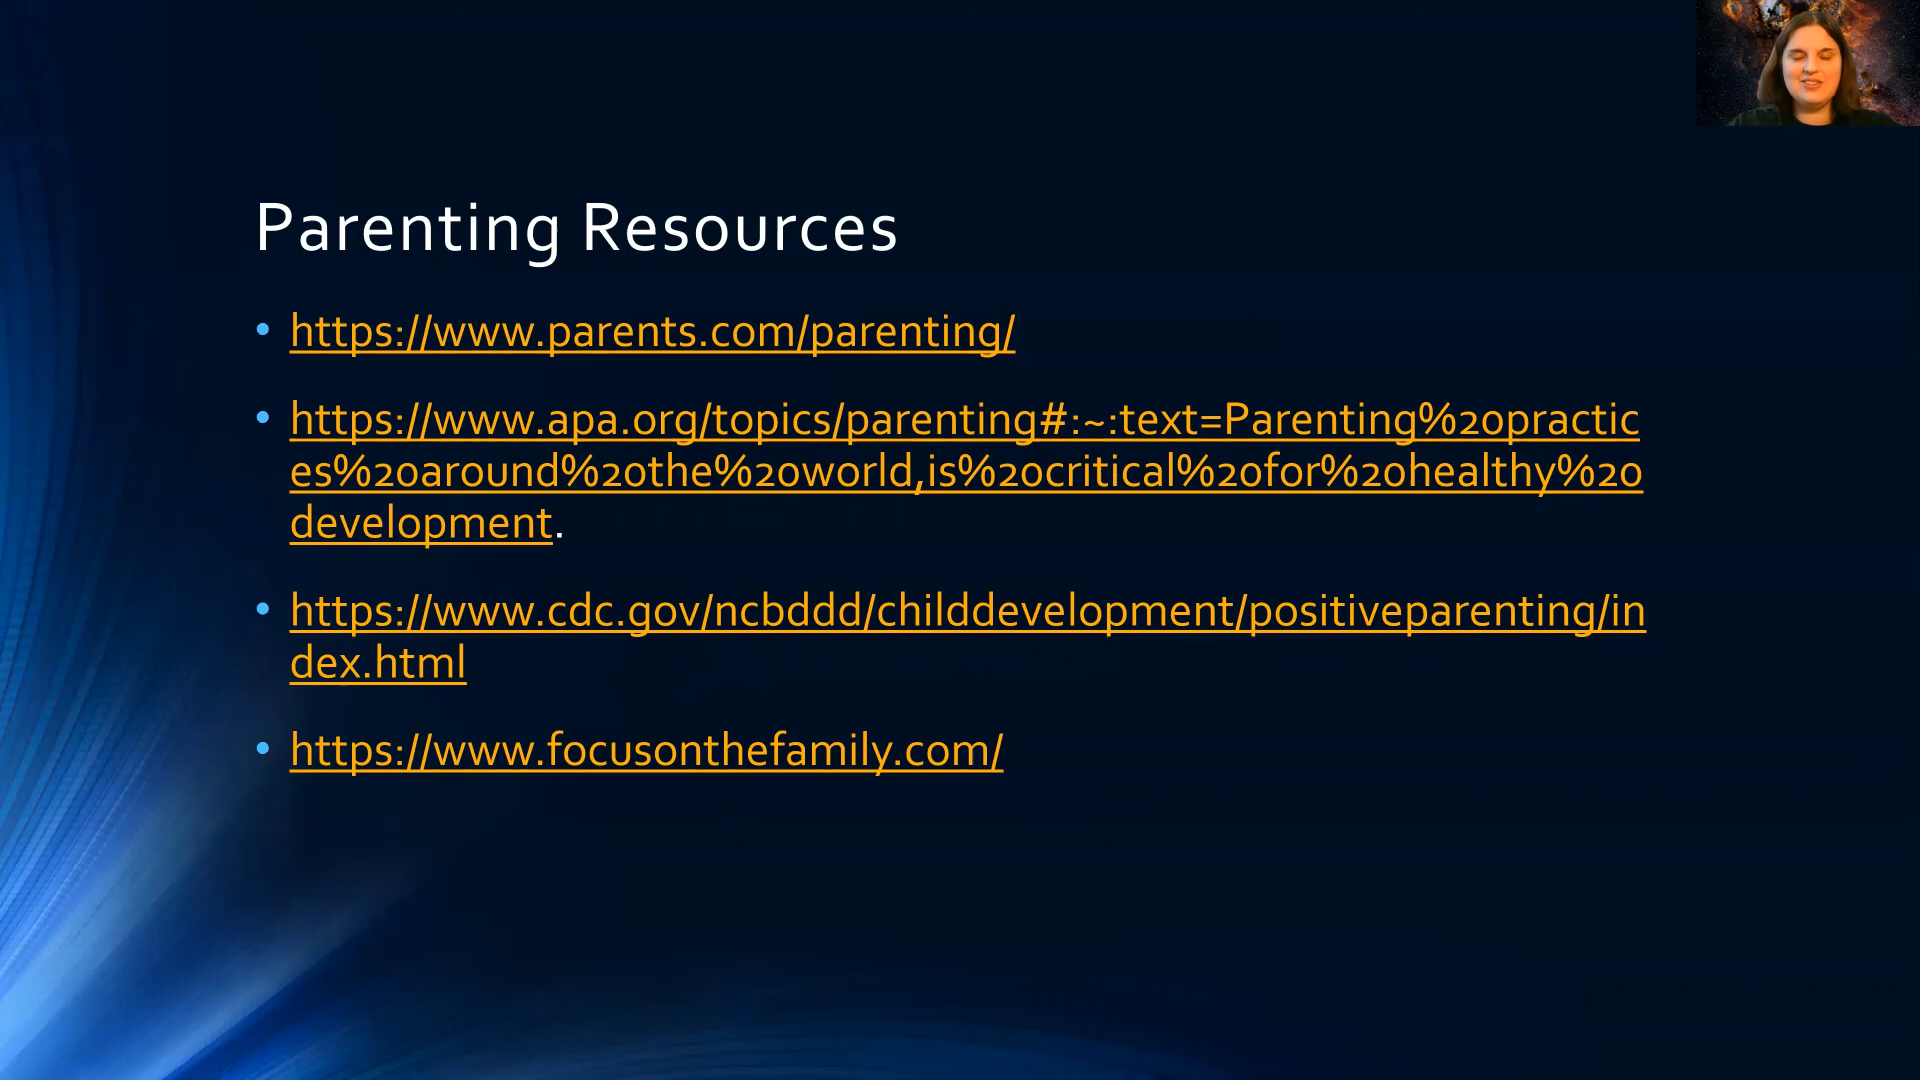 Parenting Resources
• https://www.parents.com/parenting/
• https://www.apa.org/topics/parenting#:~:text=Parenting%20practic
es%20around%20the%20world,is%20critical%20for%20healthy%20
development.
• https://www.cdc.gov/ncbddd/childdevelopment/positiveparenting/in
dex.html
• https://www.focusonthefamily.com/